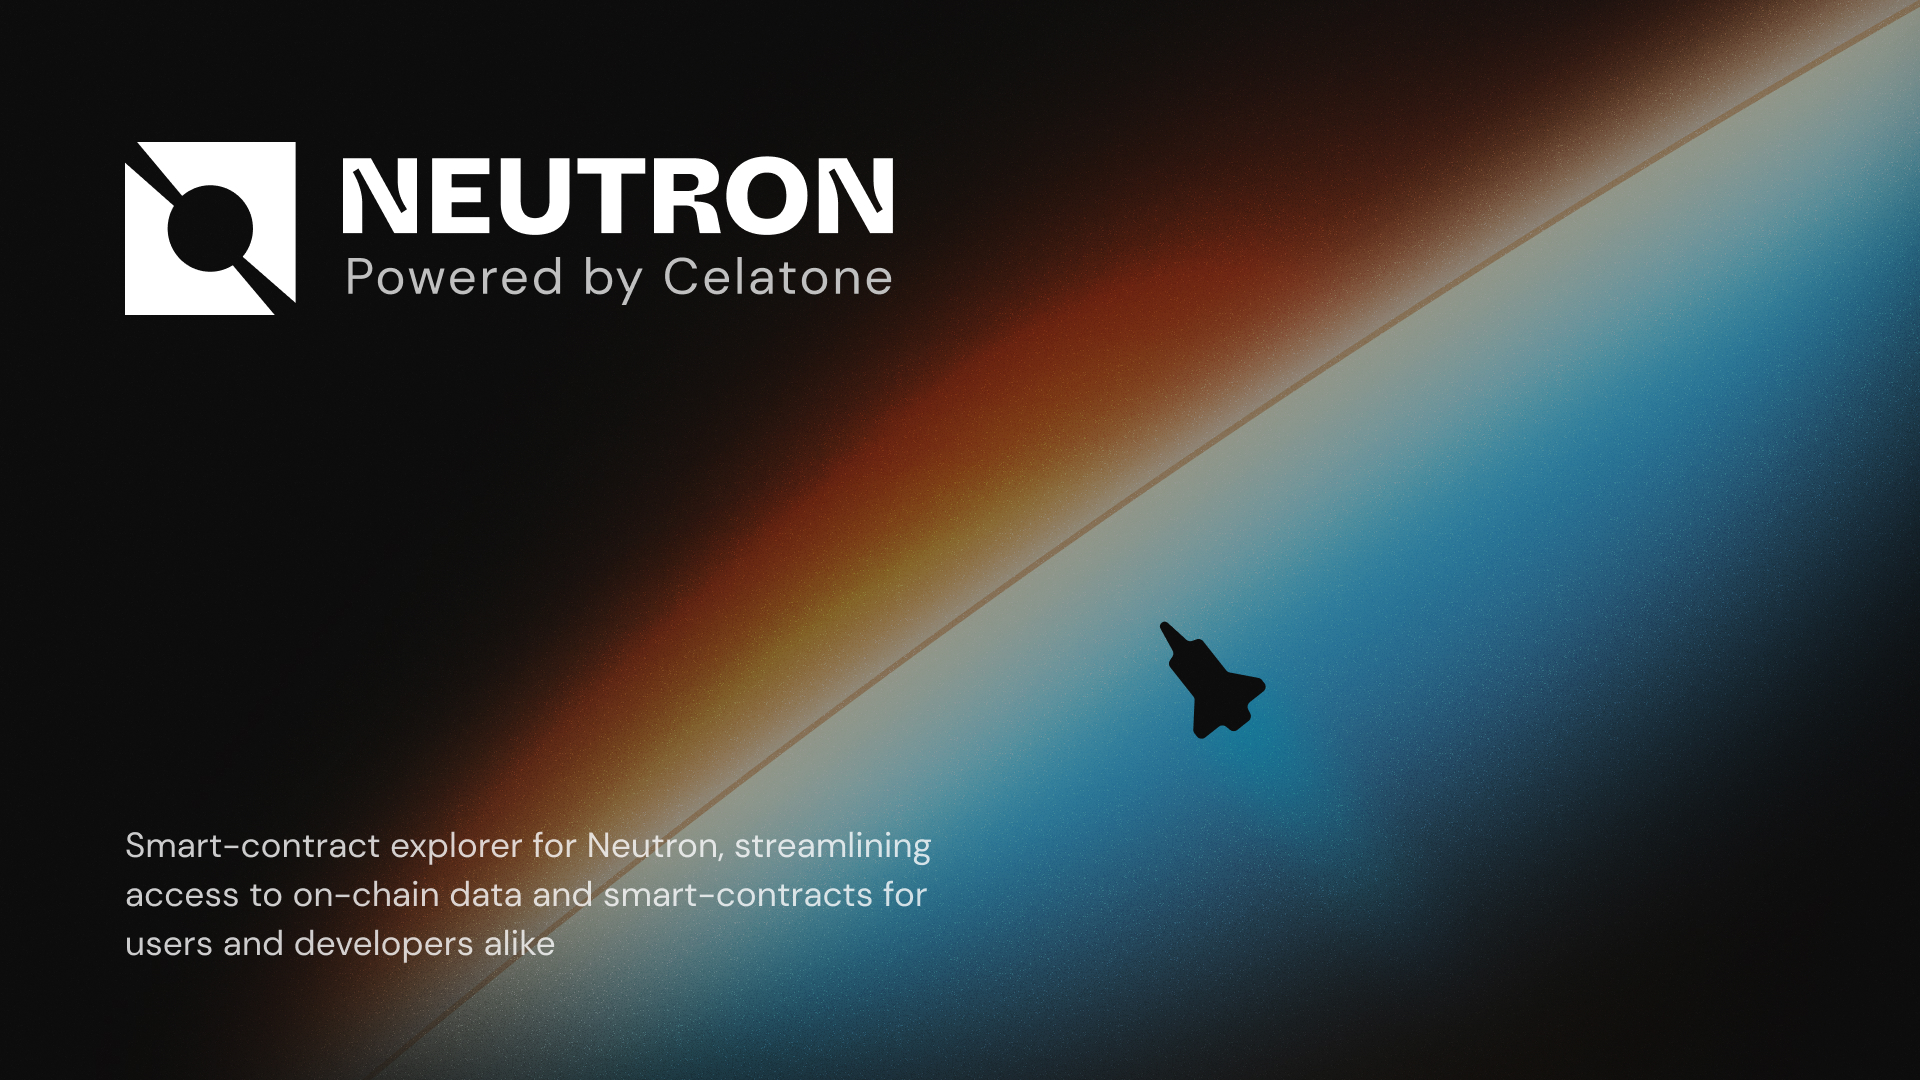 NEUTRON
Powered by Celatone
Smart-contract explorer for Neutron, streamlining
access to on-chain data and smart-contracts for
users and developers alike